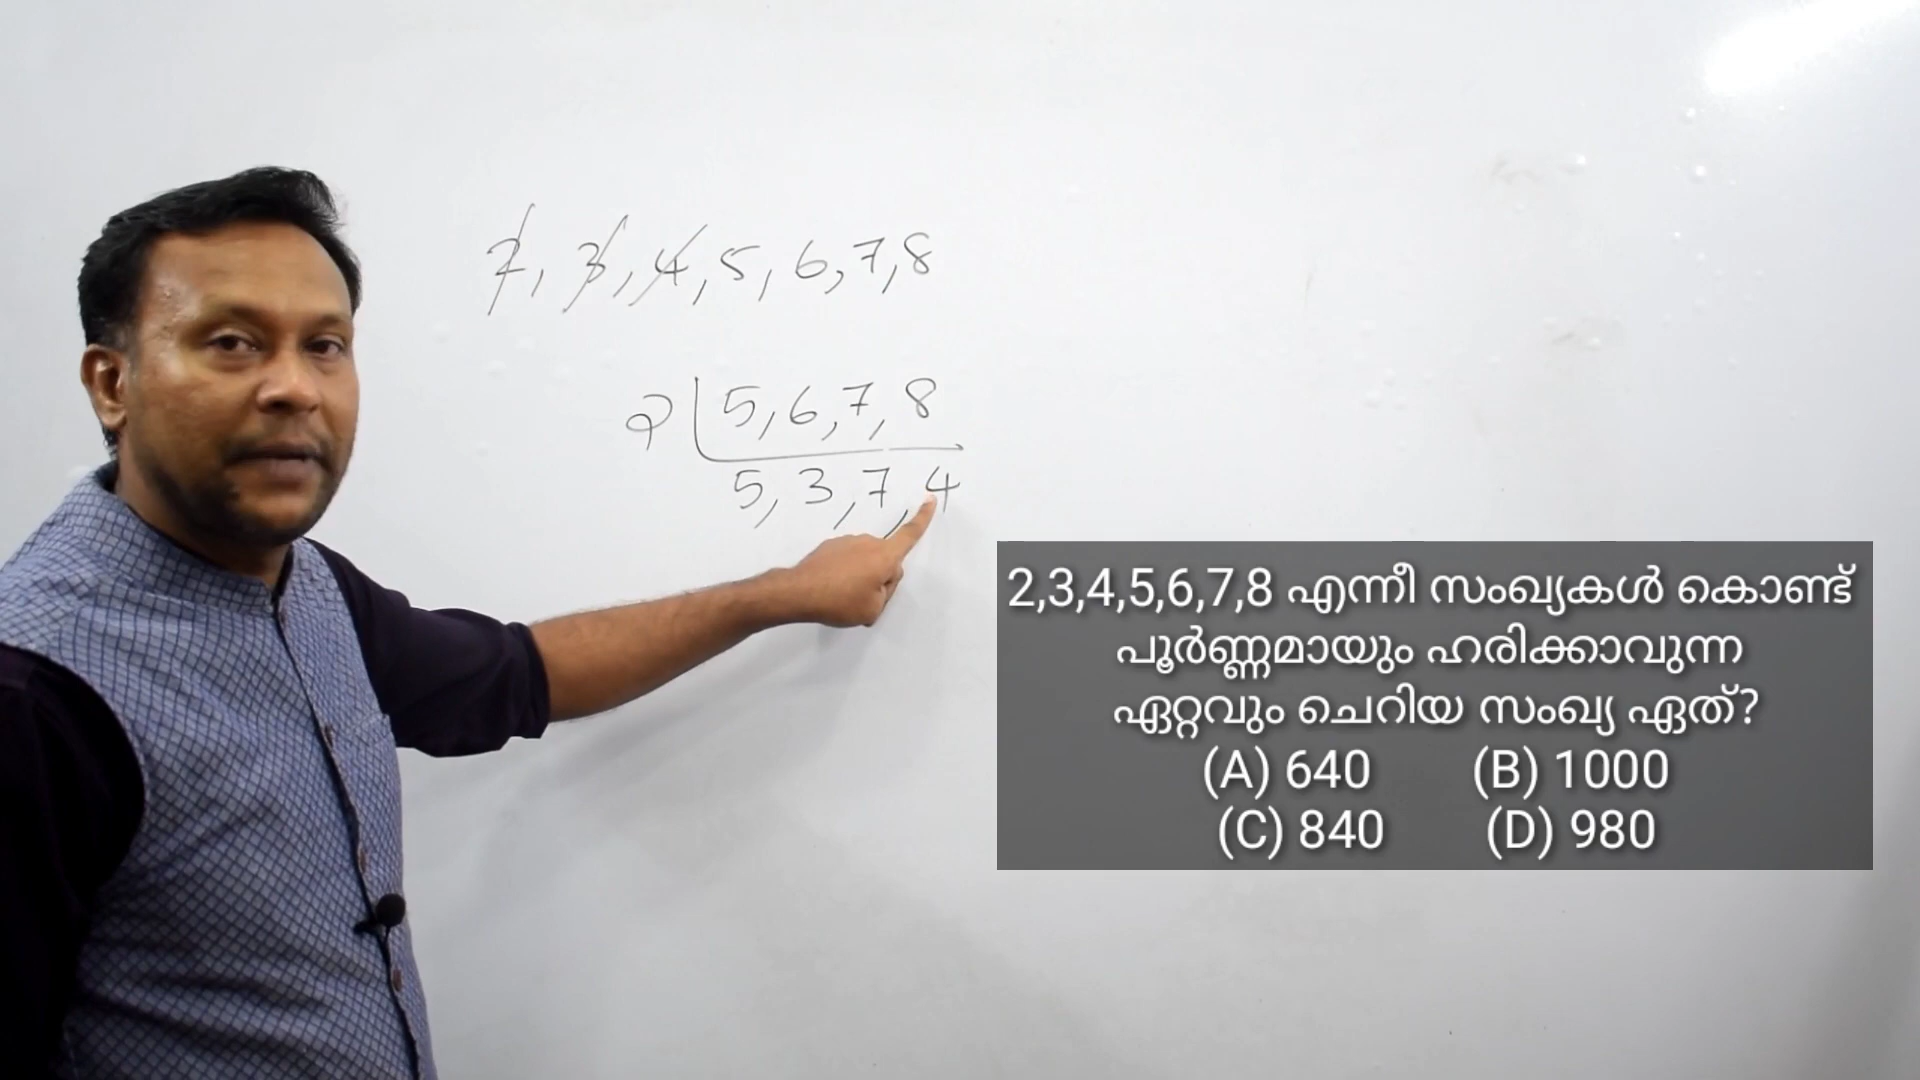 2, 3, 4, 5, 6, 7, 8
2 5, 6, 7, 8
5, 3, 7, 4
2,3,4,5,6,7,8 എന്നീ സംഖ്യകൾ കൊണ്ട്
പൂർണ്ണമായും ഹരിക്കാവുന്ന
ഏറ്റവും ചെറിയ സംഖ്യ ഏത്?
(A) 640 (B) 1000
(C) 840 (D) 980